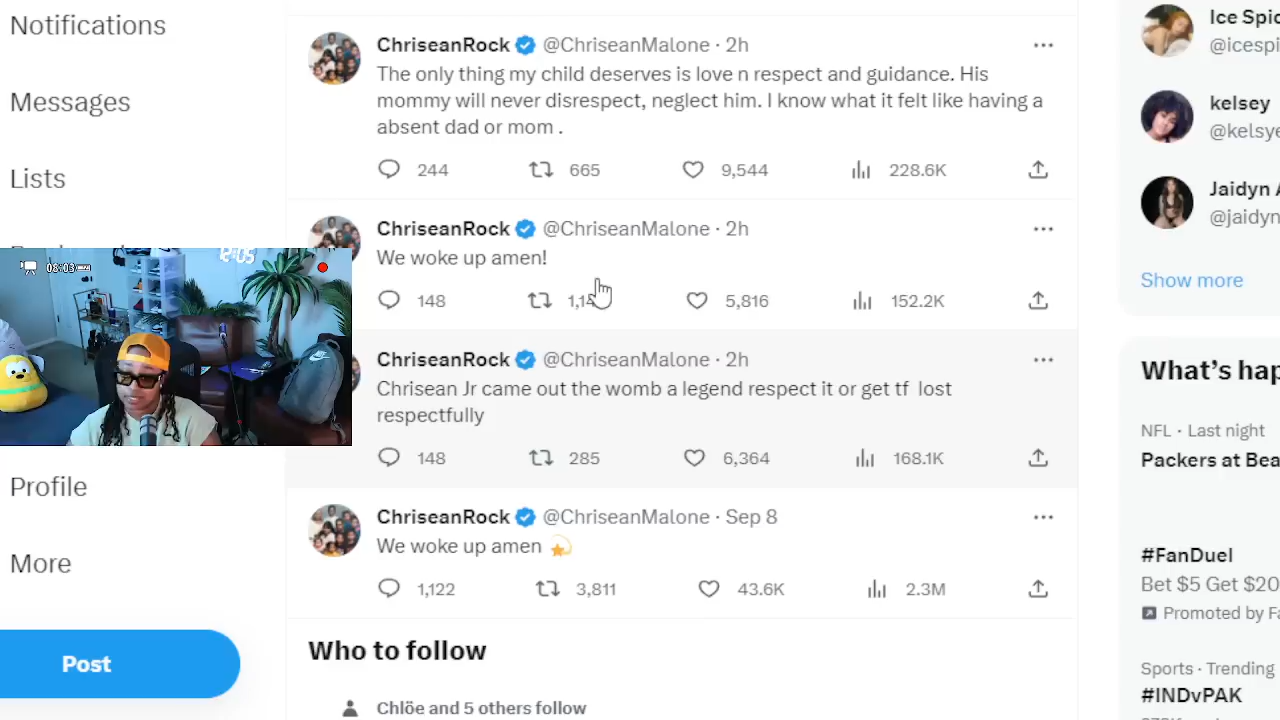 Notifications
Messages
Lists
Profile
More
Post
ChriseanRock @ChriseanMalone · 2h
The only thing my child deserves is love n respect and guidance. His
mommy will never disrespect, neglect him. I know what it felt like having a
absent dad or mom .
244 665 9,544 228.6K
ChriseanRock @ChriseanMalone · 2h
We woke up amen!
148 5,816 152.2K
ChriseanRock @ChriseanMalone · 2h
Chrisean Jr came out the womb a legend respect it or get tf lost
respectfully
148 285 6,364 168.1K
ChriseanRock @ChriseanMalone · Sep 8
We woke up amen 💫
1,122 3,811 43.6K 2.3M
Who to follow
Chlöe and 5 others follow
Ice Spic
@icespi
kelsey
@kelsye
Jaidyn A
@jaidyn
Show more
What's hap
NFL · Last night
Packers at Bea
#FanDuel
Bet $5 Get $20
Promoted by Fa
Sports · Trending
#INDvPAK
08:03
12:05